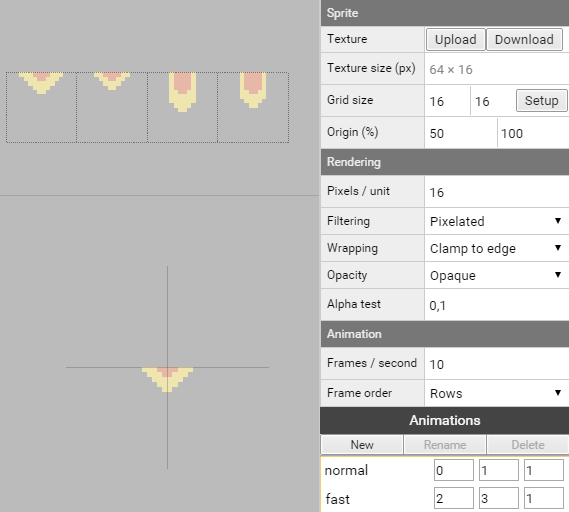 Sprite
Texture Upload Download
Texture size (px) 64 × 16
Grid size 16 16 Setup
Origin (%) 50 100
Rendering
Pixels / unit 16
Filtering Pixelated
Wrapping Clamp to edge
Opacity Opaque
Alpha test 0,1
Animation
Frames / second 10
Frame order Rows
Animations
New Rename Delete
normal 0 1 1
fast 2 3 1